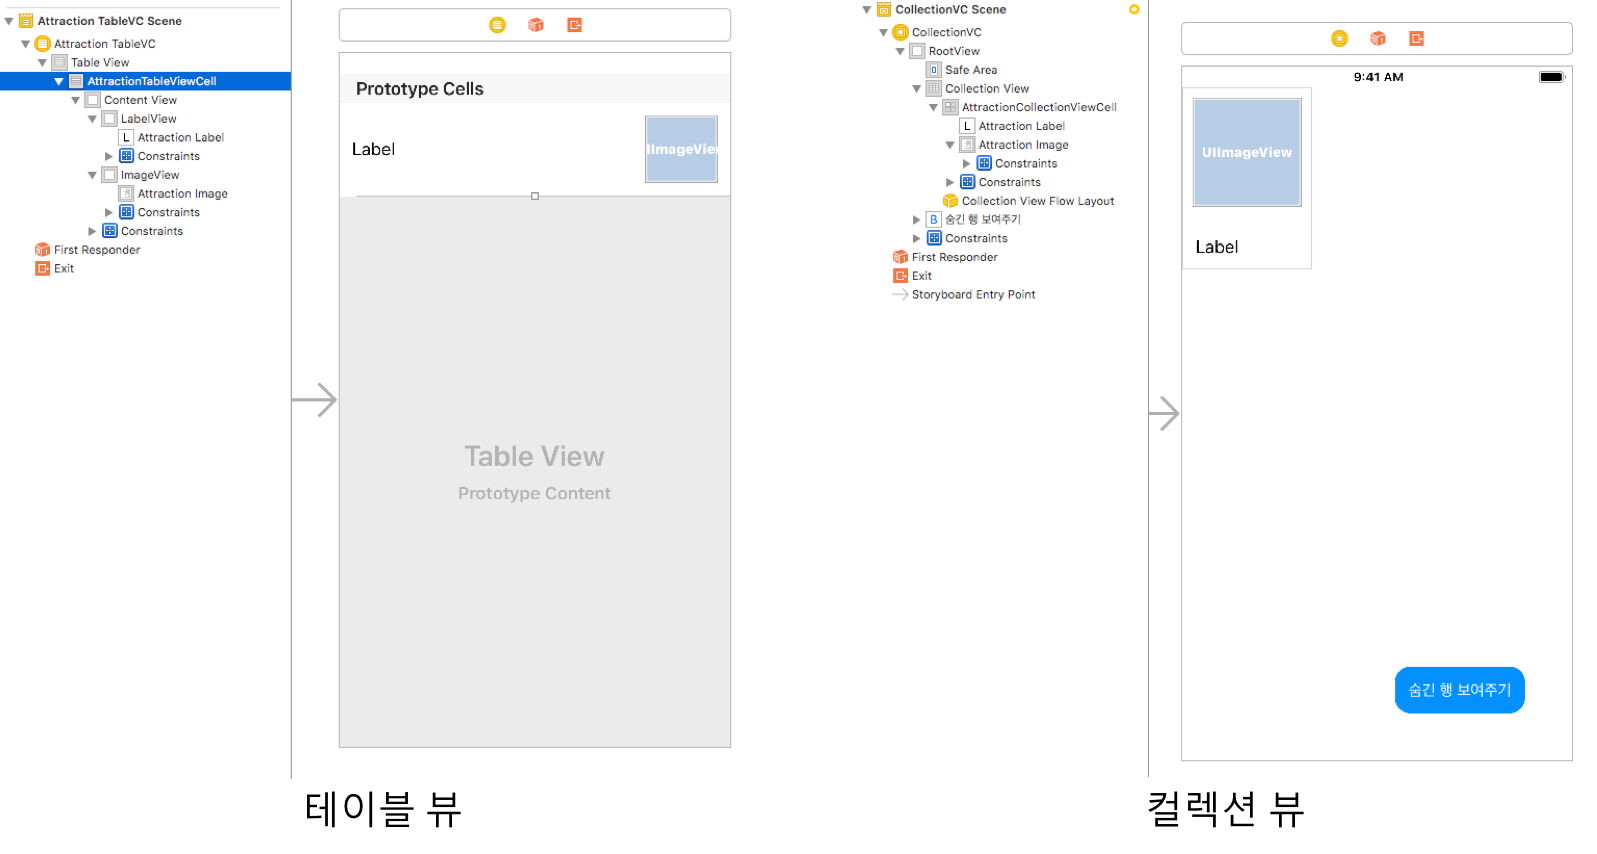 Attraction TableVC Scene
Attraction TableVC
Table View
AttractionTableViewCell
Content View
LabelView
L Attraction Label
Constraints
ImageView
Attraction Image
Constraints
Constraints
First Responder
Exit
Prototype Cells
Label
UIImageView
Table View
Prototype Content
테이블 뷰
CollectionVC Scene
CollectionVC
RootView
Safe Area
Collection View
AttractionCollectionViewCell
L Attraction Label
Attraction Image
Constraints
Constraints
Collection View Flow Layout
B 숨긴 행 보여주기
Constraints
First Responder
Exit
Storyboard Entry Point
9:41 AM
UIImageView
Label
숨긴 행 보여주기
컬렉션 뷰